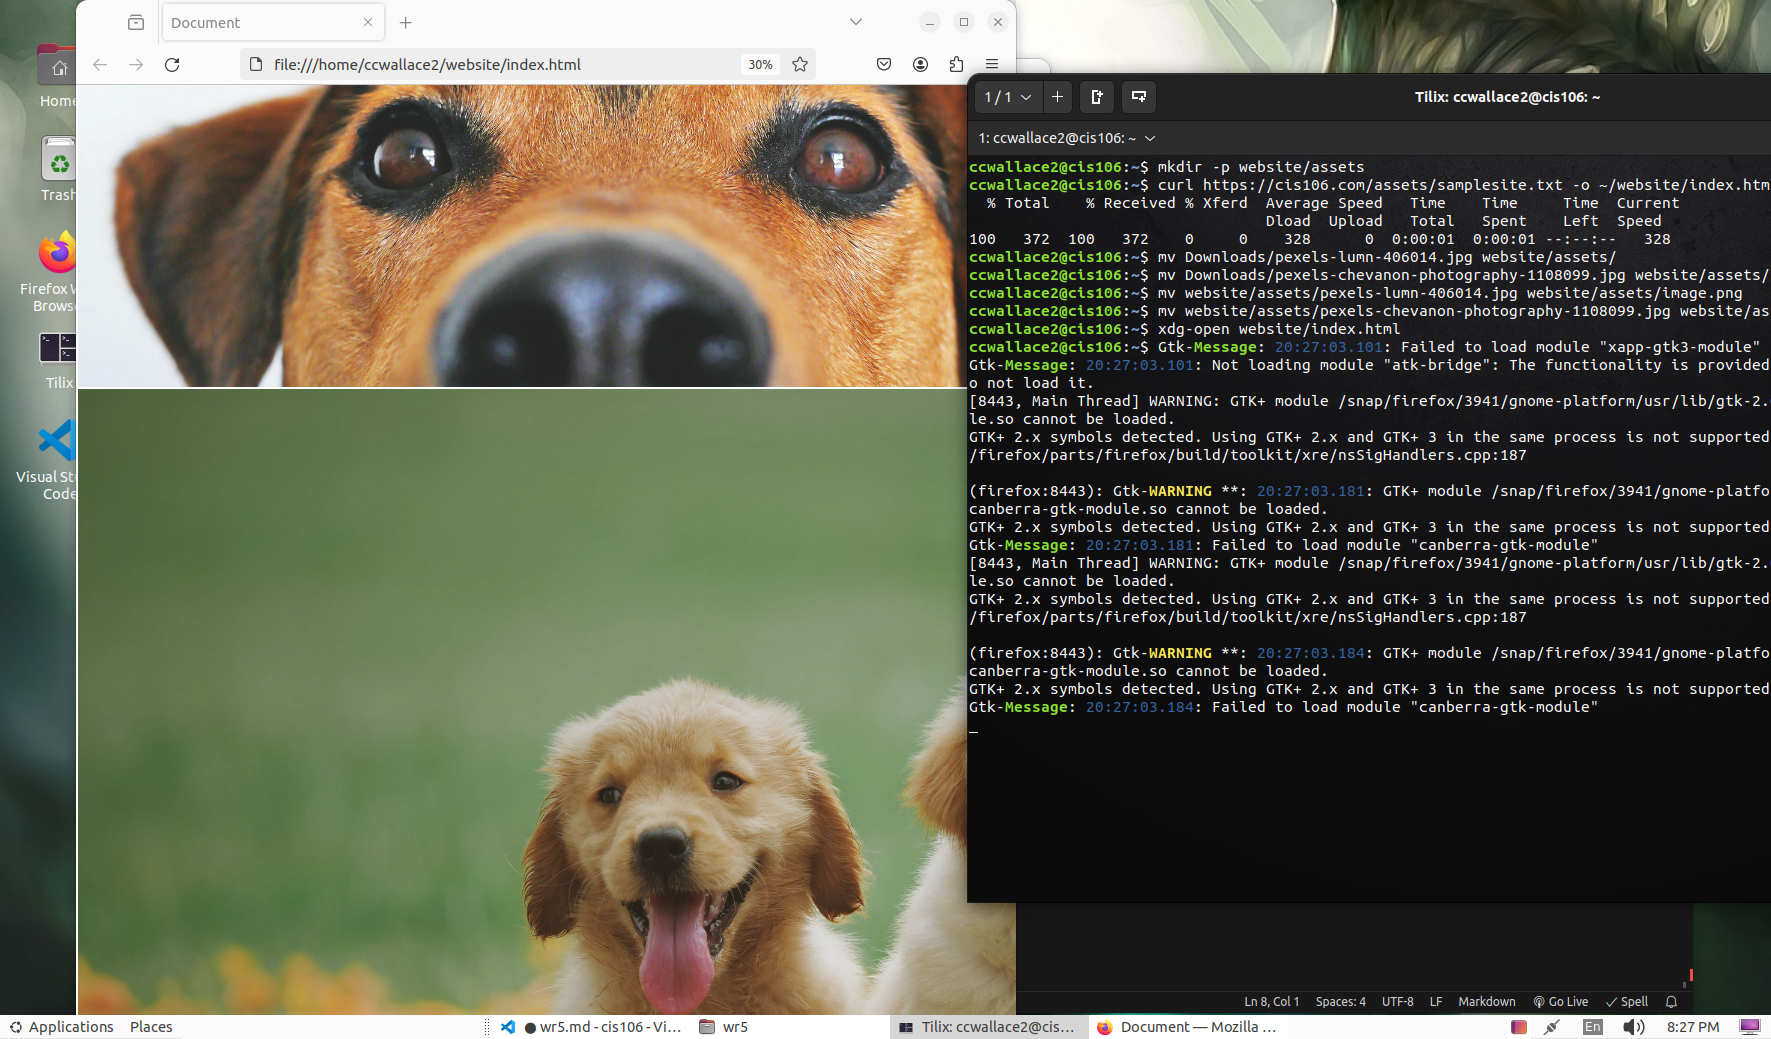 Document
file:///home/ccwallace2/website/index.html
30%
Home
Trash
Firefox W
Browse
Tilix
Visual St
Code
1 / 1
Tilix: ccwallace2@cis106: ~
1: ccwallace2@cis106: ~
ccwallace2@cis106:~$ mkdir -p website/assets
ccwallace2@cis106:~$ curl https://cis106.com/assets/samplesite.txt -o ~/website/index.htm
% Total % Received % Xferd Average Speed Time Time Time Current
Dload Upload Total Spent Left Speed
100 372 100 372 0 0 328 0 0:00:01 0:00:01 --:--:-- 328
ccwallace2@cis106:~$ mv Downloads/pexels-lumn-406014.jpg website/assets/
ccwallace2@cis106:~$ mv Downloads/pexels-chevanon-photography-1108099.jpg website/assets/
ccwallace2@cis106:~$ mv website/assets/pexels-lumn-406014.jpg website/assets/image.png
ccwallace2@cis106:~$ mv website/assets/pexels-chevanon-photography-1108099.jpg website/as
ccwallace2@cis106:~$ xdg-open website/index.html
ccwallace2@cis106:~$ Gtk-Message: 20:27:03.101: Failed to load module "xapp-gtk3-module"
Gtk-Message: 20:27:03.101: Not loading module "atk-bridge": The functionality is provided
o not load it.
[8443, Main Thread] WARNING: GTK+ module /snap/firefox/3941/gnome-platform/usr/lib/gtk-2.
le.so cannot be loaded.
GTK+ 2.x symbols detected. Using GTK+ 2.x and GTK+ 3 in the same process is not supported
/firefox/parts/firefox/build/toolkit/xre/nsSigHandlers.cpp:187
(firefox:8443): Gtk-WARNING **: 20:27:03.181: GTK+ module /snap/firefox/3941/gnome-platfo
canberra-gtk-module.so cannot be loaded.
GTK+ 2.x symbols detected. Using GTK+ 2.x and GTK+ 3 in the same process is not supported
Gtk-Message: 20:27:03.181: Failed to load module "canberra-gtk-module"
[8443, Main Thread] WARNING: GTK+ module /snap/firefox/3941/gnome-platform/usr/lib/gtk-2.
le.so cannot be loaded.
GTK+ 2.x symbols detected. Using GTK+ 2.x and GTK+ 3 in the same process is not supported
/firefox/parts/firefox/build/toolkit/xre/nsSigHandlers.cpp:187
(firefox:8443): Gtk-WARNING **: 20:27:03.184: GTK+ module /snap/firefox/3941/gnome-platfo
canberra-gtk-module.so cannot be loaded.
GTK+ 2.x symbols detected. Using GTK+ 2.x and GTK+ 3 in the same process is not supported
Gtk-Message: 20:27:03.184: Failed to load module "canberra-gtk-module"
Ln 8, Col 1 Spaces: 4 UTF-8 LF Markdown Go Live Spell
Applications Places wr5.md - cis106 - Vi... wr5 Tilix: ccwallace2@cis... Document — Mozilla ... En 8:27 PM